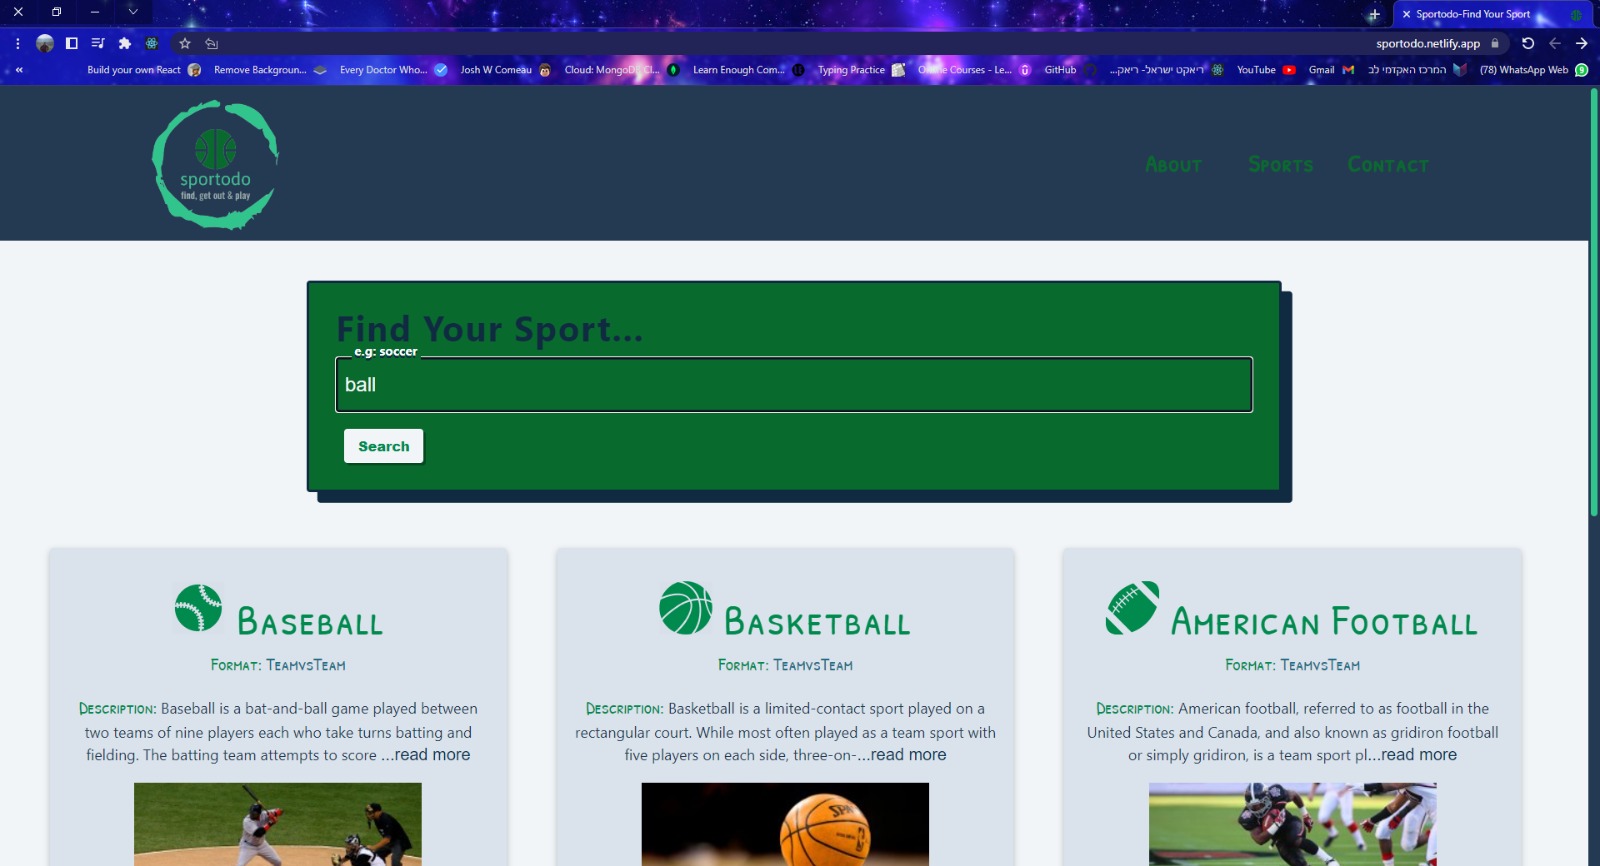 Sportodo-Find Your Sport
sportodo.netlify.app
Build your own React
Remove Backgroun...
Every Doctor Who...
Josh W Comeau
Cloud: MongoDB Cl...
Learn Enough Com...
Typing Practice
Online Courses - Le...
GitHub
ריאקט ישראל- ריאק...
YouTube
Gmail
המרכז האקדמי לב
(78) WhatsApp Web
sportodo
find, get out & play
About Sports Contact
Find Your Sport...
e.g: soccer
ball
Search
Baseball
Format: TeamvsTeam
Description: Baseball is a bat-and-ball game played between
two teams of nine players each who take turns batting and
fielding. The batting team attempts to score ...read more
Basketball
Format: TeamvsTeam
Description: Basketball is a limited-contact sport played on a
rectangular court. While most often played as a team sport with
five players on each side, three-on-...read more
SPALDING
American Football
Format: TeamvsTeam
Description: American football, referred to as football in the
United States and Canada, and also known as gridiron football
or simply gridiron, is a team sport pl...read more